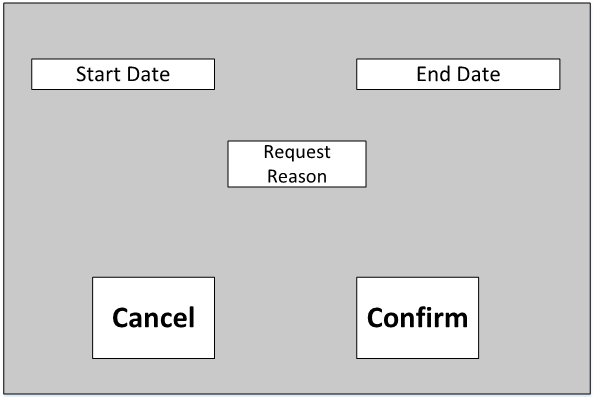 Start Date
End Date
Request
Reason
Cancel
Confirm